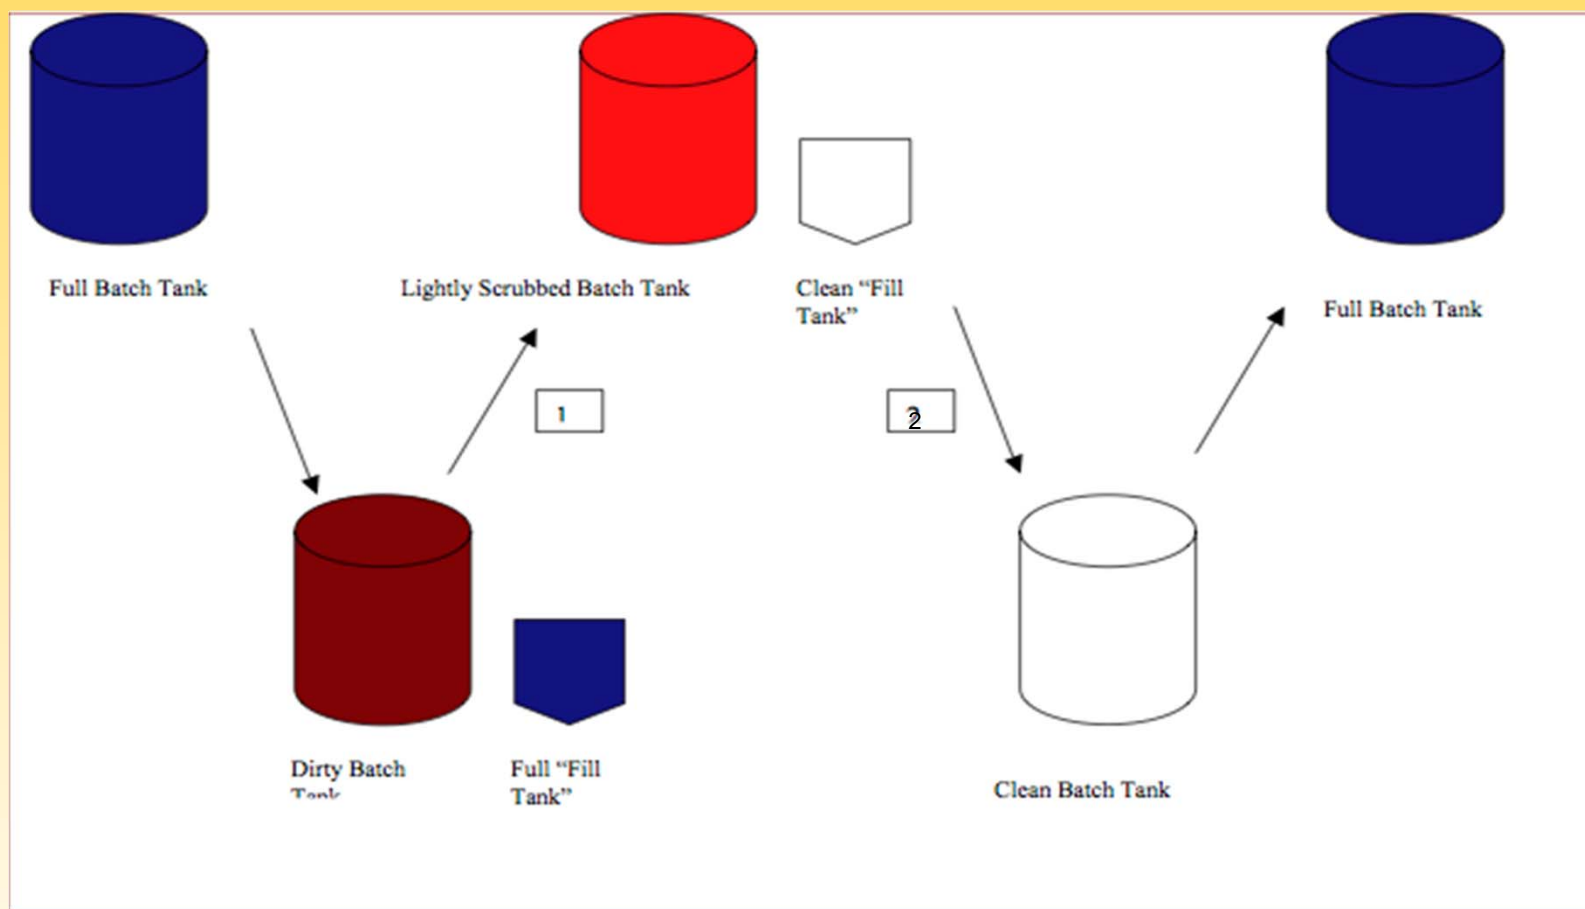 Full Batch Tank
Lightly Scrubbed Batch Tank
Clean “Fill
Tank”
Full Batch Tank
1
2
Dirty Batch
Tank
Full “Fill
Tank”
Clean Batch Tank